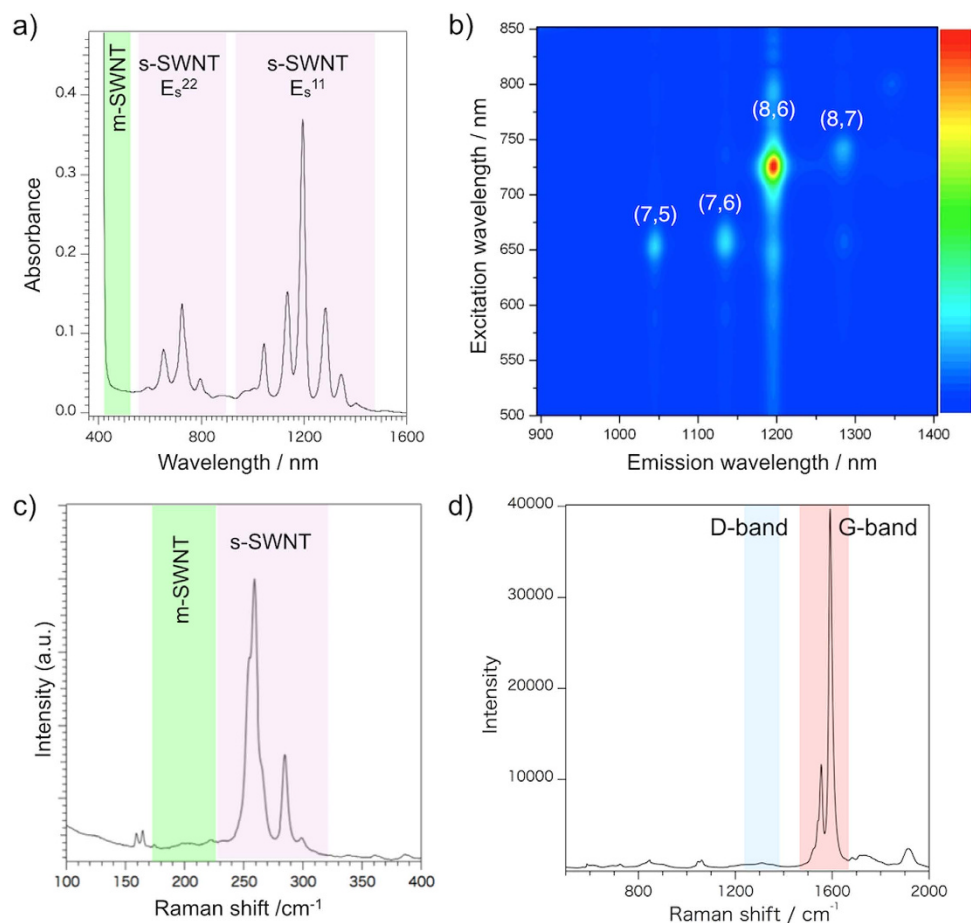 a)
m-SWNT
s-SWNT
E_s^22
s-SWNT
E_s^11
0.4
0.3
0.2
0.1
0.0
Absorbance
400 800 1200 1600
Wavelength / nm
b)
850
800
750
700
650
600
550
500
Excitation wavelength / nm
(7,5)
(7,6)
(8,6)
(8,7)
900 1000 1100 1200 1300 1400
Emission wavelength / nm
c)
m-SWNT
s-SWNT
Intensity (a.u.)
100 150 200 250 300 350 400
Raman shift /cm⁻¹
d)
D-band
G-band
40000
30000
20000
10000
Intensity
800 1200 1600 2000
Raman shift / cm⁻¹